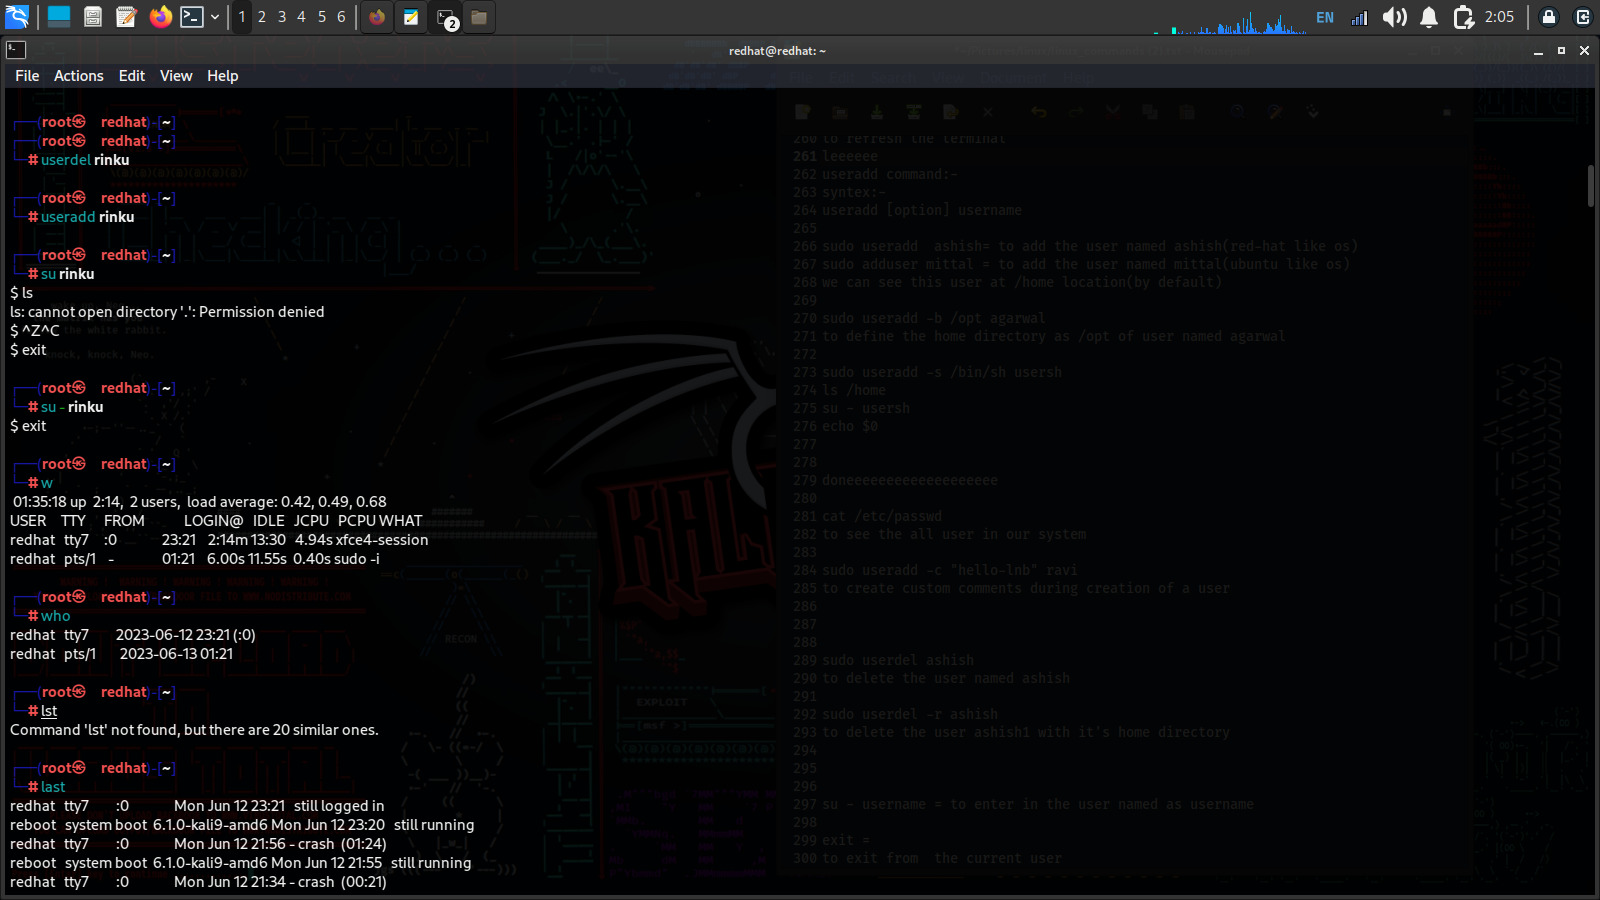 1 2 3 4 5 6
2
EN
2:05
redhat@redhat: ~
File Actions Edit View Help
(root㉿ redhat)-[~]
(root㉿ redhat)-[~]
# userdel rinku
(root㉿ redhat)-[~]
# useradd rinku
(root㉿ redhat)-[~]
# su rinku
$ ls
ls: cannot open directory '.': Permission denied
$ ^Z^C
$ exit
(root㉿ redhat)-[~]
# su - rinku
$ exit
(root㉿ redhat)-[~]
# w
01:35:18 up 2:14, 2 users, load average: 0.42, 0.49, 0.68
USER TTY FROM LOGIN@ IDLE JCPU PCPU WHAT
redhat tty7 :0 23:21 2:14m 13:30 4.94s xfce4-session
redhat pts/1 - 01:21 6.00s 11.55s 0.40s sudo -i
(root㉿ redhat)-[~]
# who
redhat tty7 2023-06-12 23:21 (:0)
redhat pts/1 2023-06-13 01:21
(root㉿ redhat)-[~]
# lst
Command 'lst' not found, but there are 20 similar ones.
(root㉿ redhat)-[~]
# last
redhat tty7 :0 Mon Jun 12 23:21 still logged in
reboot system boot 6.1.0-kali9-amd6 Mon Jun 12 23:20 still running
redhat tty7 :0 Mon Jun 12 21:56 - crash (01:24)
reboot system boot 6.1.0-kali9-amd6 Mon Jun 12 21:55 still running
redhat tty7 :0 Mon Jun 12 21:34 - crash (00:21)
260 to refresh the terminal
261 leeeeee
262 useradd command:-
263 syntex:-
264 useradd [option] username
265
266 sudo useradd ashish= to add the user named ashish(red-hat like os)
267 sudo adduser mittal = to add the user named mittal(ubuntu like os)
268 we can see this user at /home location(by default)
269
270 sudo useradd -b /opt agarwal
271 to define the home directory as /opt of user named agarwal
272
273 sudo useradd -s /bin/sh usersh
274 ls /home
275 su - usersh
276 echo $0
277
278
279 doneeeeeeeeeeeeeeeeeee
280
281 cat /etc/passwd
282 to see the all user in our system
283
284 sudo useradd -c "hello-lnb" ravi
285 to create custom comments during creation of a user
286
287
288
289 sudo userdel ashish
290 to delete the user named ashish
291
292 sudo userdel -r ashish
293 to delete the user ashish1 with it's home directory
294
295
296
297 su - username = to enter in the user named as username
298
299 exit =
300 to exit from the current user
the white rabbit.
knock, knock, Neo.
RECON
EXPLOIT
[msf >]
KAL